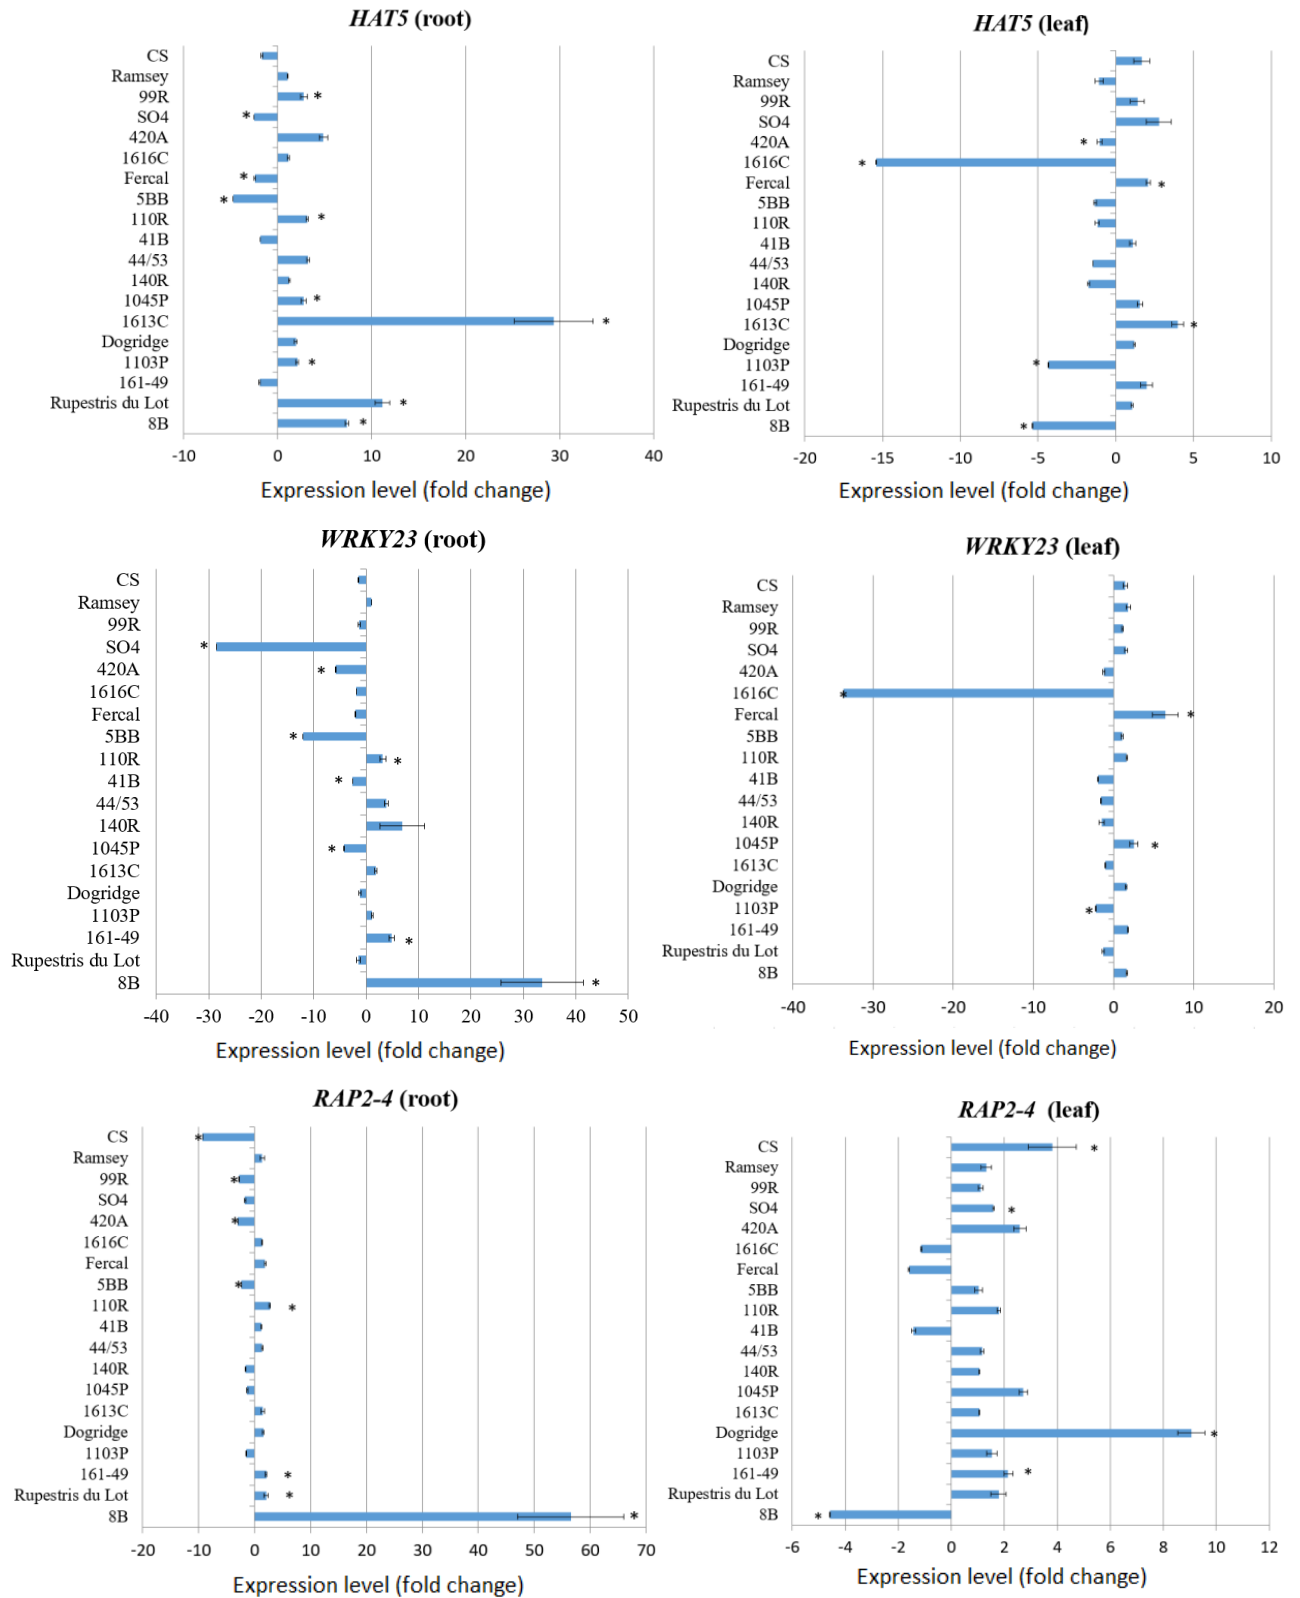 HAT5 (root)
CS
Ramsey
99R *
* SO4
420A
1616C
* Fercal
* 5BB
110R *
41B
44/53
140R
1045P *
1613C *
Dogridge
1103P *
161-49
Rupestris du Lot *
8B *
-10 0 10 20 30 40
Expression level (fold change)
HAT5 (leaf)
CS
Ramsey
99R
SO4
420A *
1616C *
Fercal *
5BB
110R
41B
44/53
140R
1045P
1613C *
Dogridge
1103P *
161-49
Rupestris du Lot
8B *
-20 -15 -10 -5 0 5 10
Expression level (fold change)
WRKY23 (root)
CS
Ramsey
99R
SO4 *
420A *
1616C
Fercal
5BB *
110R *
41B *
44/53
140R
1045P *
1613C
Dogridge
1103P
161-49 *
Rupestris du Lot
8B *
-40 -30 -20 -10 0 10 20 30 40 50
Expression level (fold change)
WRKY23 (leaf)
CS
Ramsey
99R
SO4
420A
1616C *
Fercal *
5BB
110R
41B
44/53
140R
1045P *
1613C
Dogridge
1103P *
161-49
Rupestris du Lot
8B
-40 -30 -20 -10 0 10 20
Expression level (fold change)
RAP2-4 (root)
CS *
Ramsey
99R *
SO4
420A *
1616C
Fercal
5BB *
110R *
41B
44/53
140R
1045P
1613C
Dogridge
1103P
161-49 *
Rupestris du Lot *
8B *
-20 -10 0 10 20 30 40 50 60 70
Expression level (fold change)
RAP2-4 (leaf)
CS *
Ramsey
99R
SO4 *
420A
1616C
Fercal
5BB
110R
41B
44/53
140R
1045P
1613C
Dogridge *
1103P
161-49 *
Rupestris du Lot
8B *
-6 -4 -2 0 2 4 6 8 10 12
Expression level (fold change)